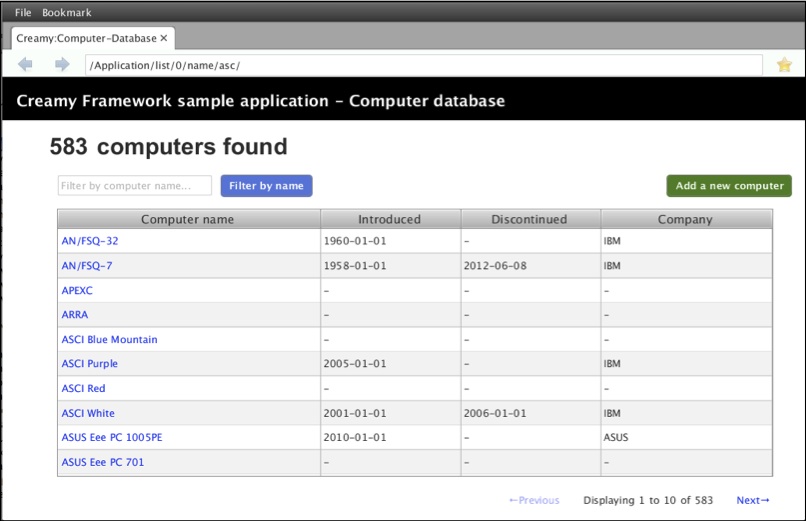 File Bookmark
Creamy:Computer-Database ×
/Application/list/0/name/asc/
Creamy Framework sample application – Computer database
583 computers found
Filter by computer name... Filter by name Add a new computer
Computer name Introduced Discontinued Company
AN/FSQ-32 1960-01-01 - IBM
AN/FSQ-7 1958-01-01 2012-06-08 IBM
APEXC - - -
ARRA - - -
ASCI Blue Mountain - - -
ASCI Purple 2005-01-01 - IBM
ASCI Red - - -
ASCI White 2001-01-01 2006-01-01 IBM
ASUS Eee PC 1005PE 2010-01-01 - ASUS
ASUS Eee PC 701 - - -
←Previous Displaying 1 to 10 of 583 Next→